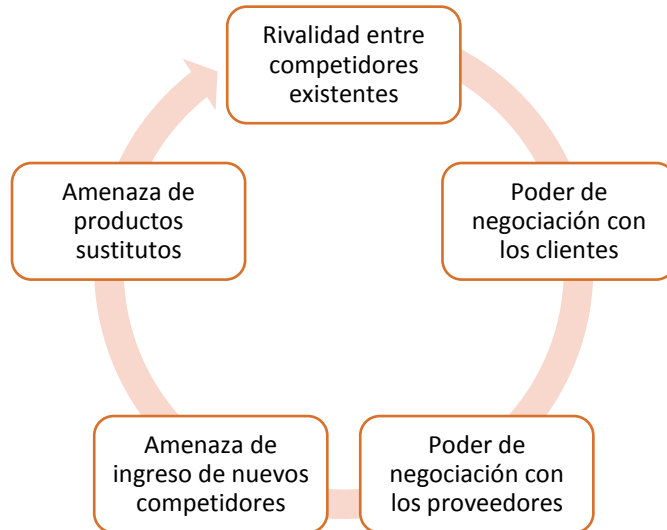 Rivalidad entre
competidores
existentes
Poder de
negociación con
los clientes
Poder de
negociación con
los proveedores
Amenaza de
ingreso de nuevos
competidores
Amenaza de
productos
sustitutos